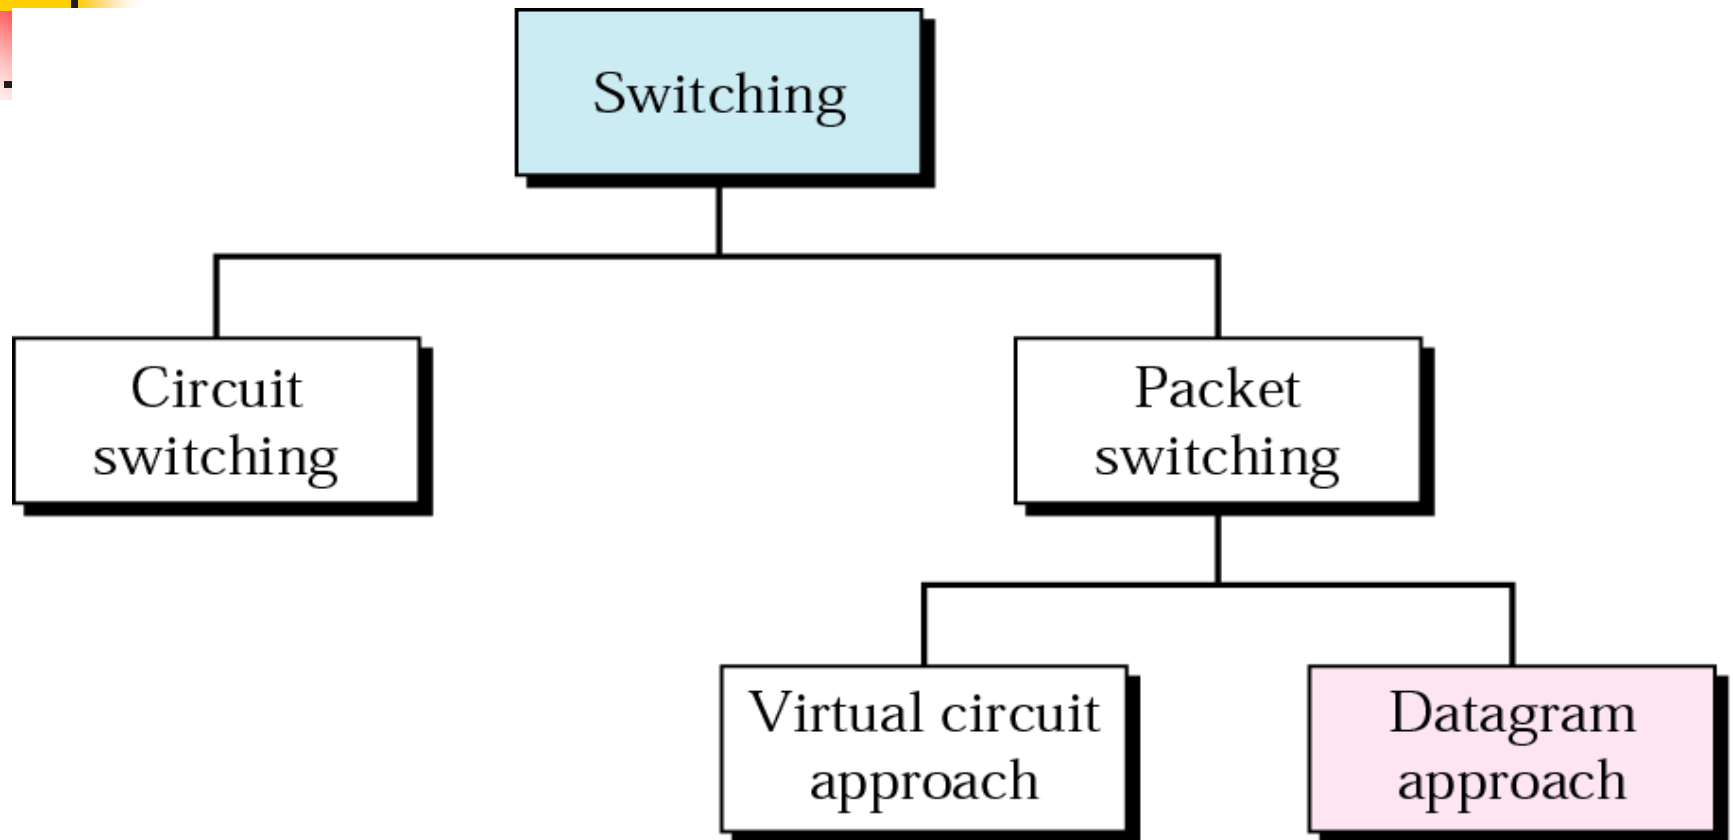 Switching
Circuit
switching
Packet
switching
Virtual circuit
approach
Datagram
approach